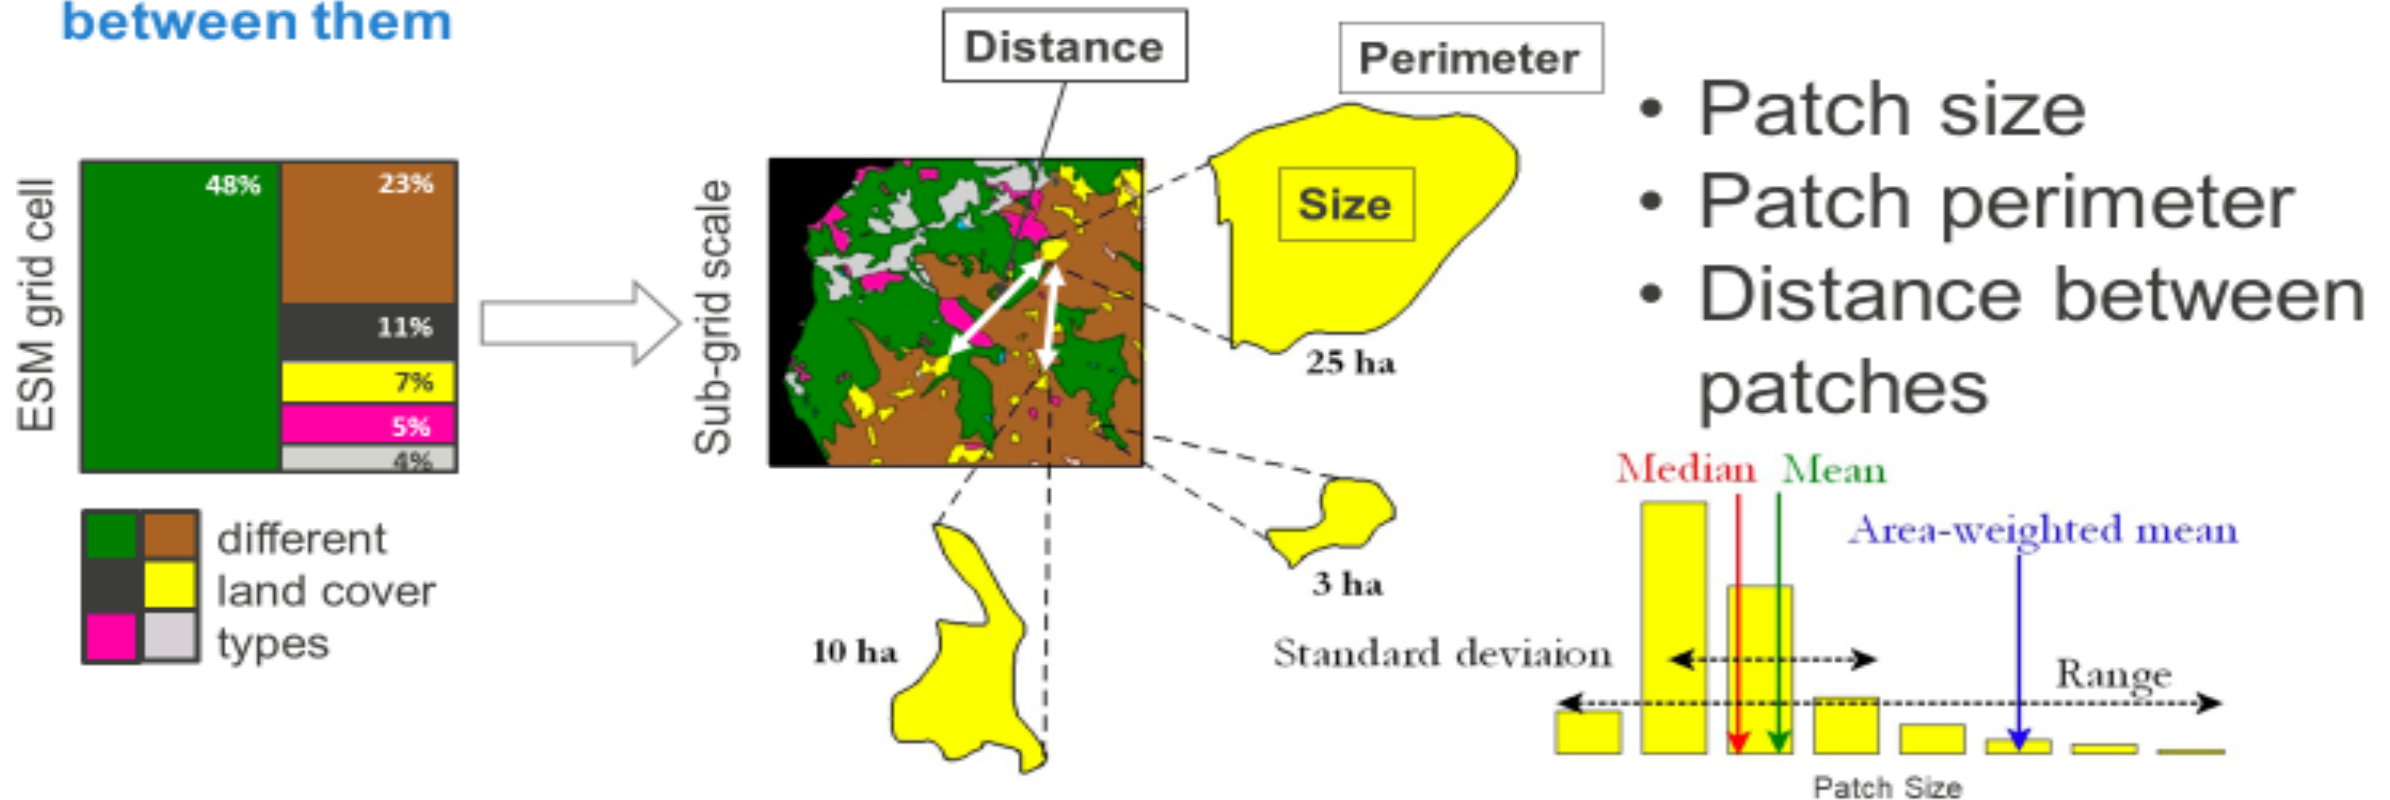 between them
Distance
Perimeter
ESM grid cell
48%
23%
11%
7%
5%
4%
different
land cover
types
Sub-grid scale
Size
25 ha
3 ha
10 ha
• Patch size
• Patch perimeter
• Distance between
patches
Median
Mean
Area-weighted mean
Standard deviaion
Range
Patch Size